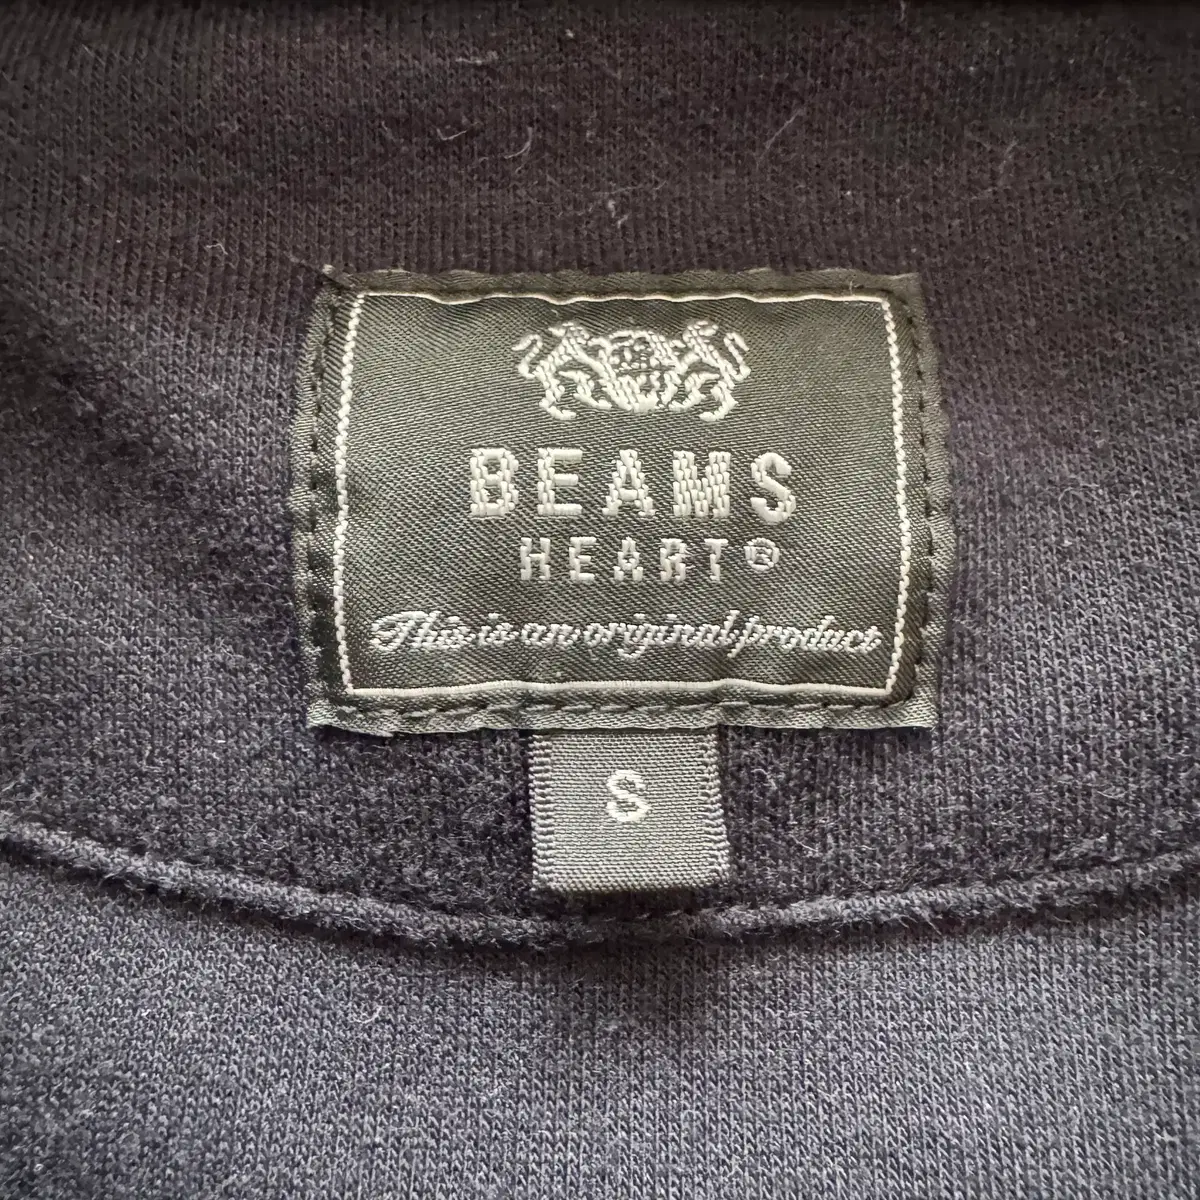 BEAMS
HEART®
This is an original product
S